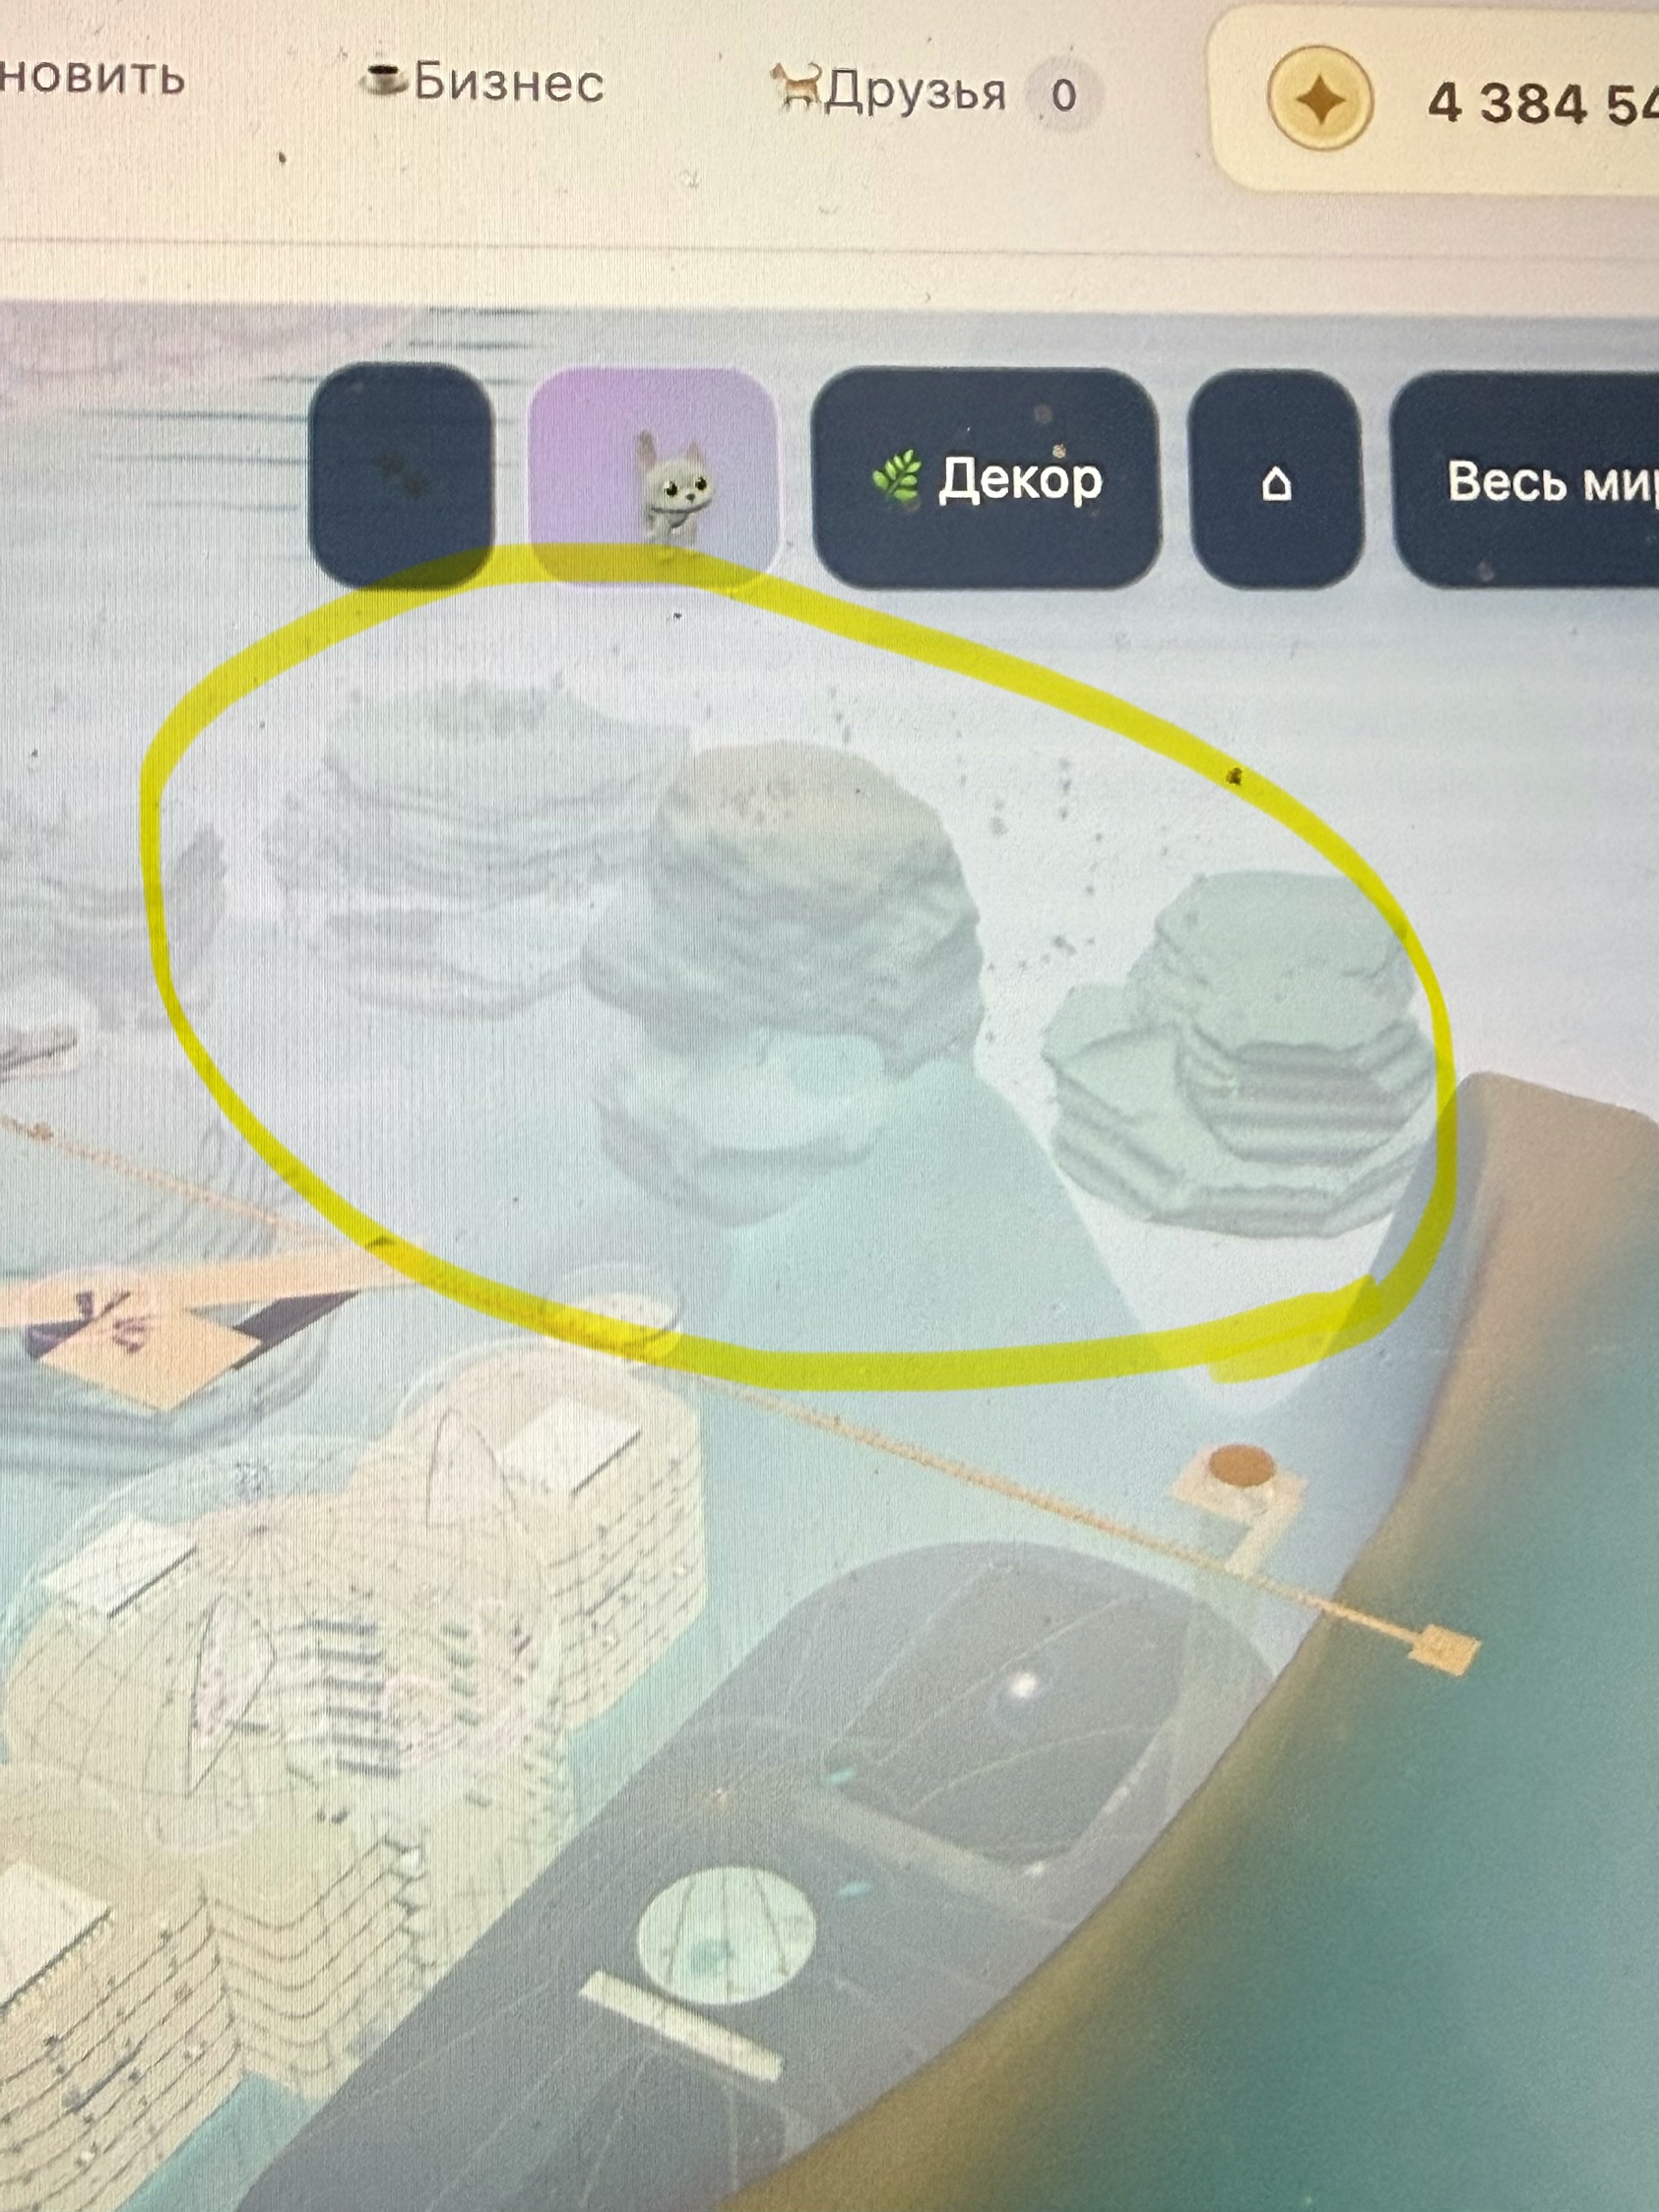 новить
Бизнес
Друзья 0
4 384 54
Декор
Весь ми